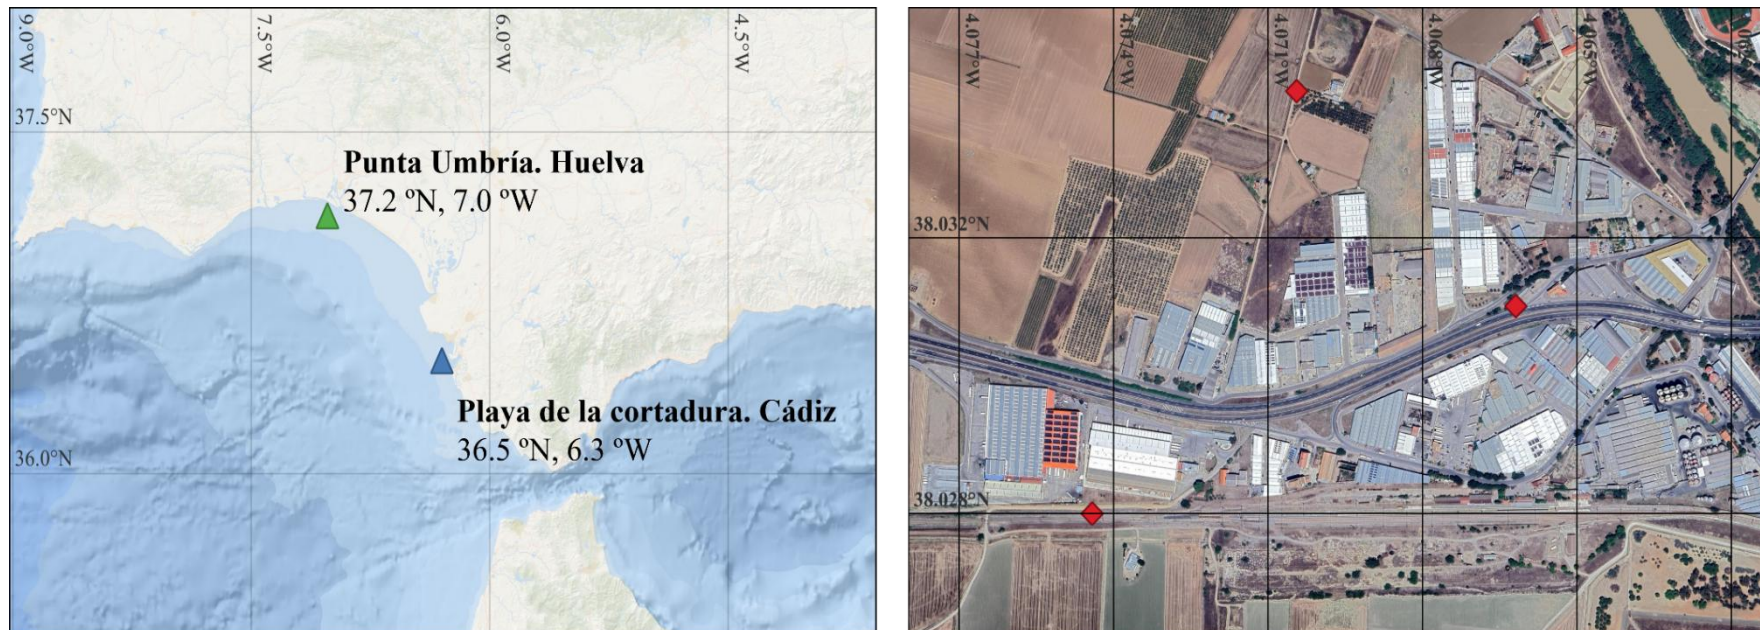 9.0°W
7.5°W
6.0°W
4.5°W
37.5°N
Punta Umbría. Huelva
37.2 ºN, 7.0 ºW
Playa de la cortadura. Cádiz
36.5 ºN, 6.3 ºW
36.0°N
4.077°W
4.074°W
4.071°W
4.068°W
4.065°W
38.032°N
38.028°N